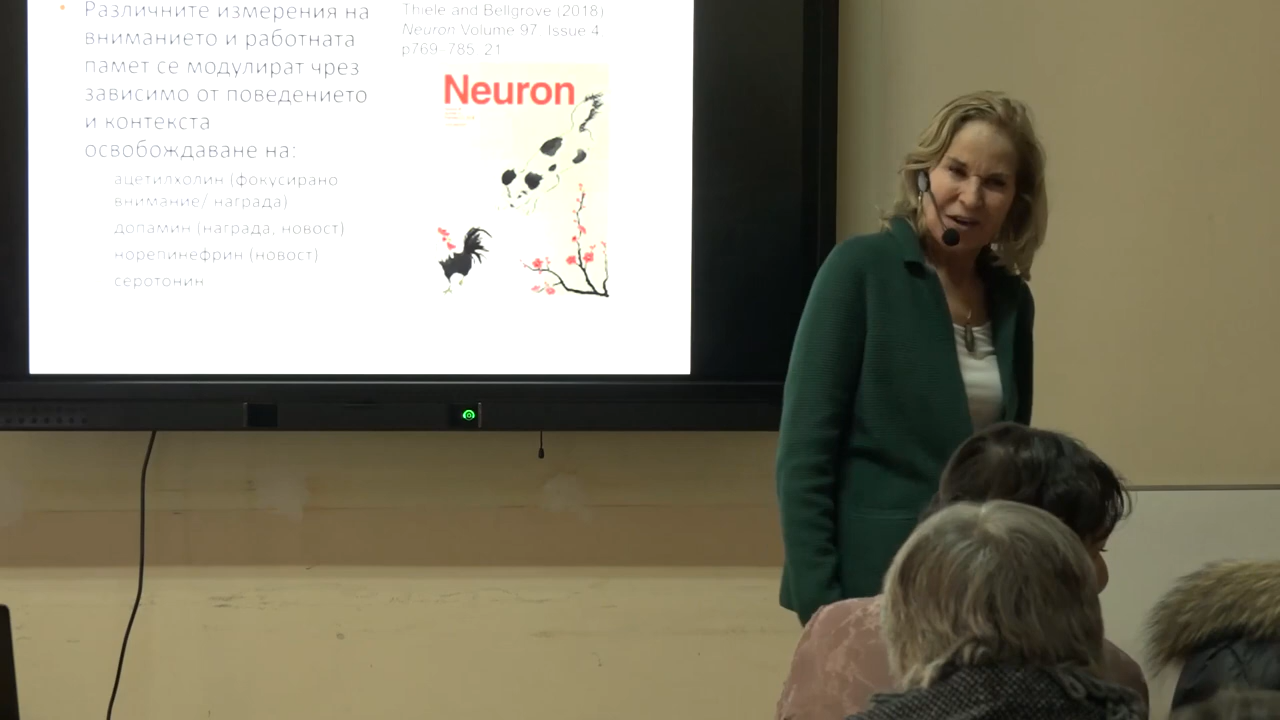 Различните измерения на
вниманието и работната
памет се модулират чрез
зависимо от поведението
и контекста
освобождаване на:
ацетилхолин (фокусирано
внимание/ награда)
допамин (награда, новост)
норепинефрин (новост)
серотонин
Thiele and Bellgrove (2018)
Neuron Volume 97, Issue 4
p769-785, 21
Neuron